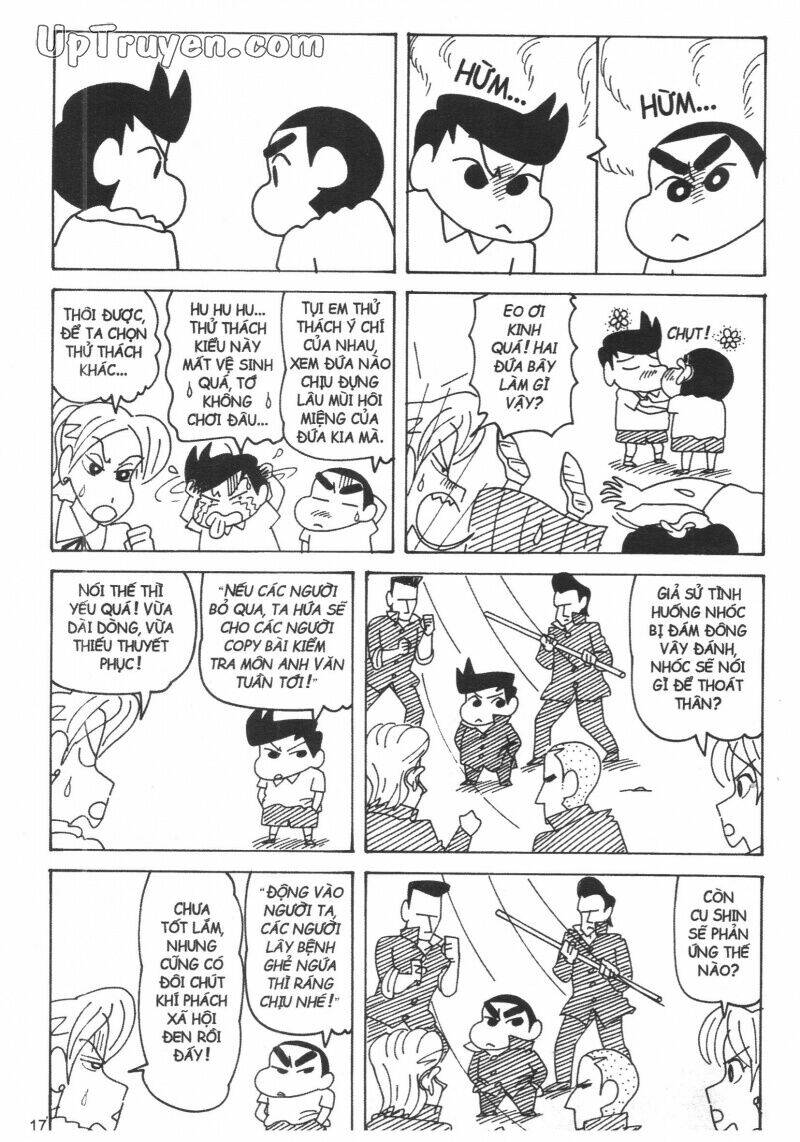 UpTruyen.com
HỪM...
HỪM...
CHỤT!
EO ƠI
KINH
QUÁ! HAI
ĐỨA BÂY
LÀM GÌ
VẬY?
TỤI EM THỬ
THÁCH Ý CHÍ
CỦA NHAU,
XEM ĐỨA NÀO
CHỊU ĐỰNG
LÂU MÙI HÔI
MIỆNG CỦA
ĐỨA KIA MÀ.
HU HU HU...
THỬ THÁCH
KIỂU NÀY
MẤT VỆ SINH
QUÁ, TỚ
KHÔNG
CHƠI ĐÂU...
THÔI ĐƯỢC,
ĐỂ TA CHỌN
THỬ THÁCH
KHÁC...
GIẢ SỬ TÌNH
HUỐNG NHÓC
BỊ ĐÁM ĐÔNG
VÂY ĐÁNH,
NHÓC SẼ NÓI
GÌ ĐỂ THOÁT
THÂN?
"NẾU CÁC NGƯỜI
BỎ QUA, TA HỨA SẼ
CHO CÁC NGƯỜI
COPY BÀI KIỂM
TRA MÔN ANH VĂN
TUẦN TỚI!"
NÓI THẾ THÌ
YẾU QUÁ! VỪA
DÀI DÒNG, VỪA
THIẾU THUYẾT
PHỤC!
CÒN
CU SHIN
SẼ PHẢN
ỨNG THẾ
NÀO?
"ĐỘNG VÀO
NGƯỜI TA,
CÁC NGƯỜI
LÂY BỆNH
GHẺ NGỨA
THÌ RÁNG
CHỊU NHÉ!"
CHƯA
TỐT LẮM,
NHƯNG
CŨNG CÓ
ĐÔI CHÚT
KHÍ PHÁCH
XÃ HỘI
ĐEN RỒI
ĐẤY!
17